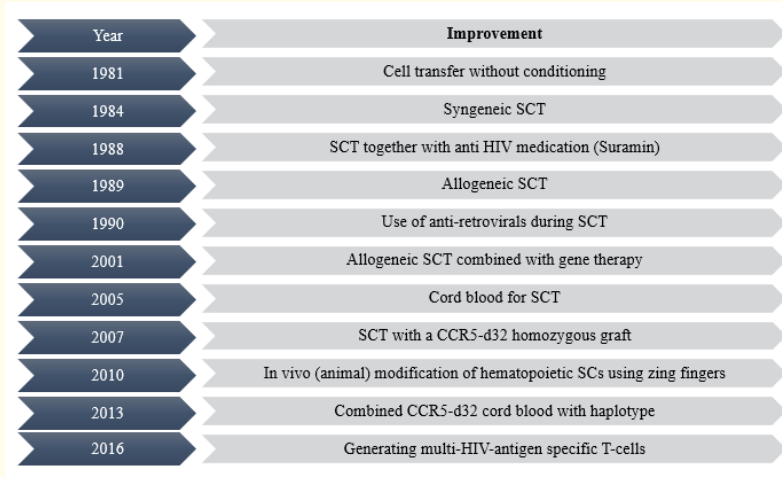 Year Improvement
1981 Cell transfer without conditioning
1984 Syngeneic SCT
1988 SCT together with anti HIV medication (Suramin)
1989 Allogeneic SCT
1990 Use of anti-retrovirals during SCT
2001 Allogeneic SCT combined with gene therapy
2005 Cord blood for SCT
2007 SCT with a CCR5-d32 homozygous graft
2010 In vivo (animal) modification of hematopoietic SCs using zing fingers
2013 Combined CCR5-d32 cord blood with haplotype
2016 Generating multi-HIV-antigen specific T-cells